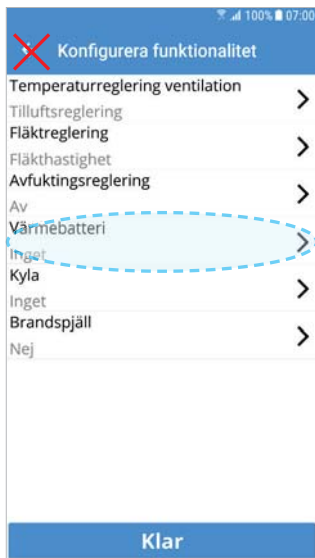 100% 07:00
Konfigurera funktionalitet
Temperaturreglering ventilation
Tilluftsreglering
Fläktreglering
Fläkthastighet
Avfuktingsreglering
Av
Värmebatteri
Inget
Kyla
Inget
Brandspjäll
Nej
Klar